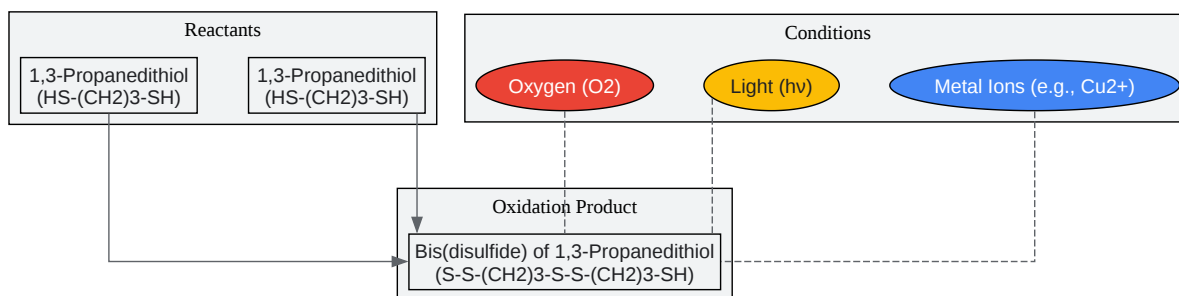 Reactants
1,3-Propanedithiol
(HS-(CH2)3-SH)
1,3-Propanedithiol
(HS-(CH2)3-SH)
Conditions
Oxygen (O2)
Light (hν)
Metal Ions (e.g., Cu2+)
Oxidation Product
Bis(disulfide) of 1,3-Propanedithiol
(S-S-(CH2)3-S-S-(CH2)3-SH)